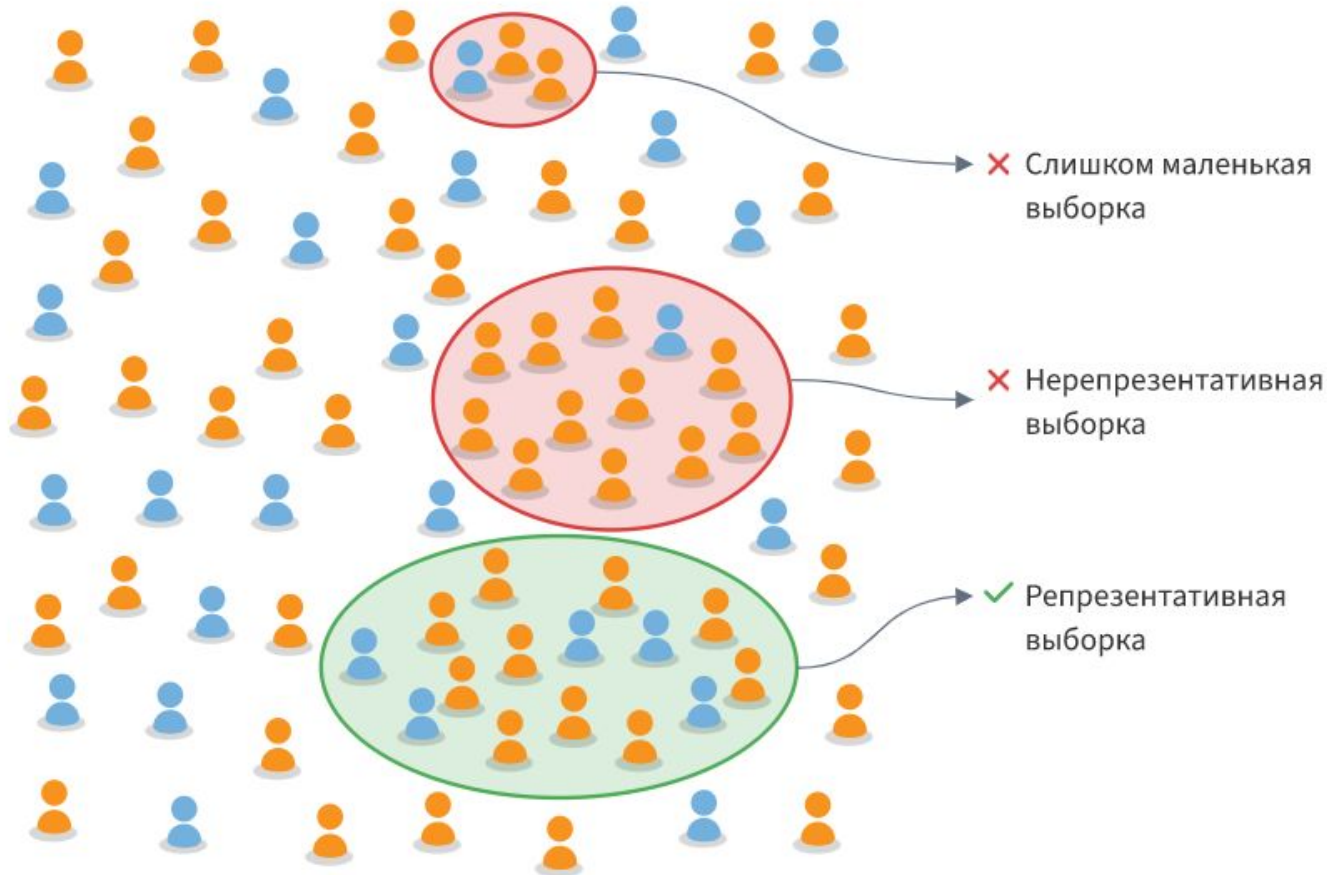 Слишком маленькая
выборка
Нерепрезентативная
выборка
Репрезентативная
выборка